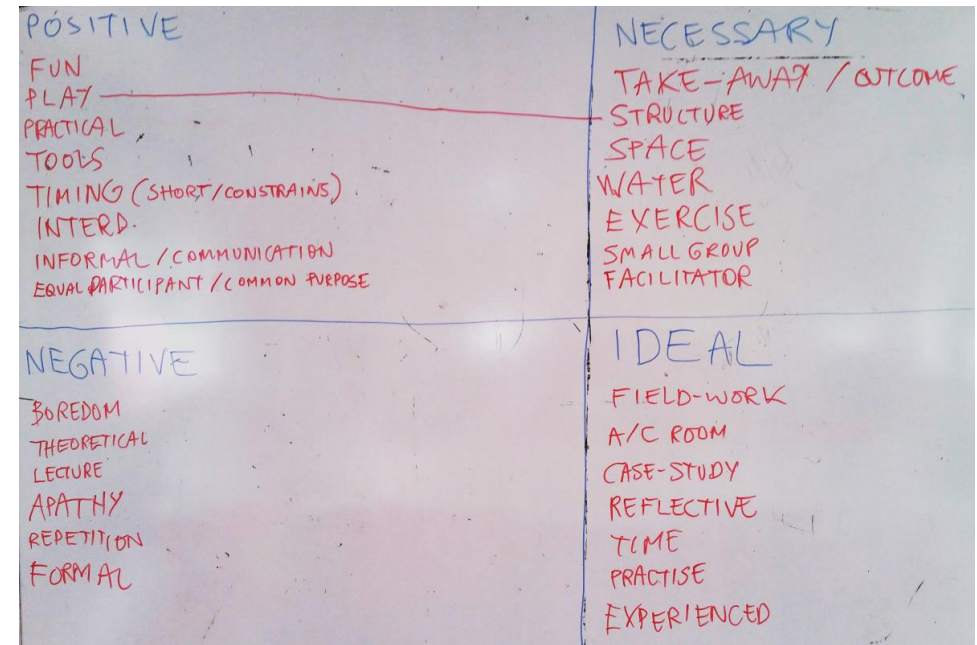 POSITIVE
FUN
PLAY
PRACTICAL
TOOLS
TIMING (SHORT/CONSTRAINS)
INTERD.
INFORMAL / COMMUNICATION
EQUAL PARTICIPANT / COMMON PURPOSE
NECESSARY
TAKE-AWAY / OUTCOME
STRUCTURE
SPACE
WATER
EXERCISE
SMALL GROUP
FACILITATOR
NEGATIVE
BOREDOM
THEORETICAL
LECTURE
APATHY
REPETITION
FORMAL
IDEAL
FIELD-WORK
A/C ROOM
CASE-STUDY
REFLECTIVE
TIME
PRACTISE
EXPERIENCED